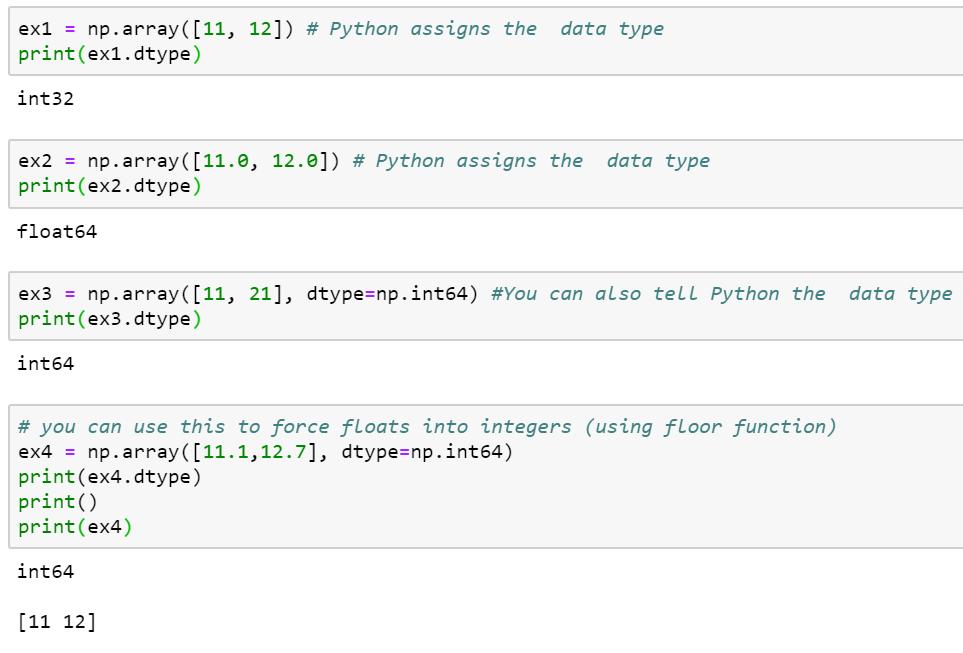 ex1 = np.array([11, 12]) # Python assigns the  data type
print(ex1.dtype)
int32
ex2 = np.array([11.0, 12.0]) # Python assigns the  data type
print(ex2.dtype)
float64
ex3 = np.array([11, 21], dtype=np.int64) #You can also tell Python the  data type
print(ex3.dtype)
int64
# you can use this to force floats into integers (using floor function)
ex4 = np.array([11.1,12.7], dtype=np.int64)
print(ex4.dtype)
print()
print(ex4)
int64
[11 12]